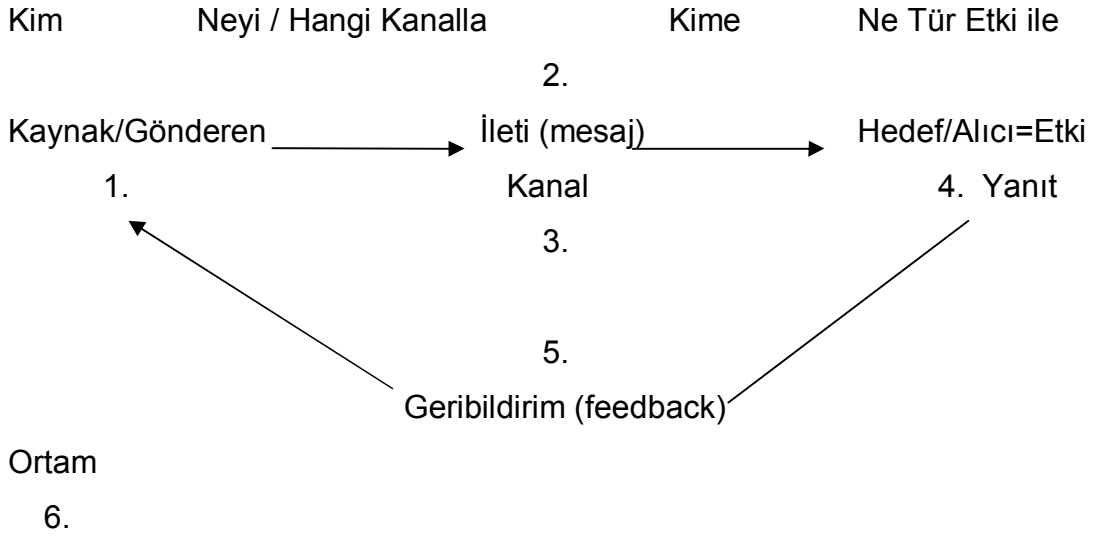 Kim Neyi / Hangi Kanalla Kime Ne Tür Etki ile
2.
Kaynak/Gönderen İleti (mesaj) Hedef/Alıcı=Etki
1. Kanal 4. Yanıt
3.
5.
Geribildirim (feedback)
Ortam
6.